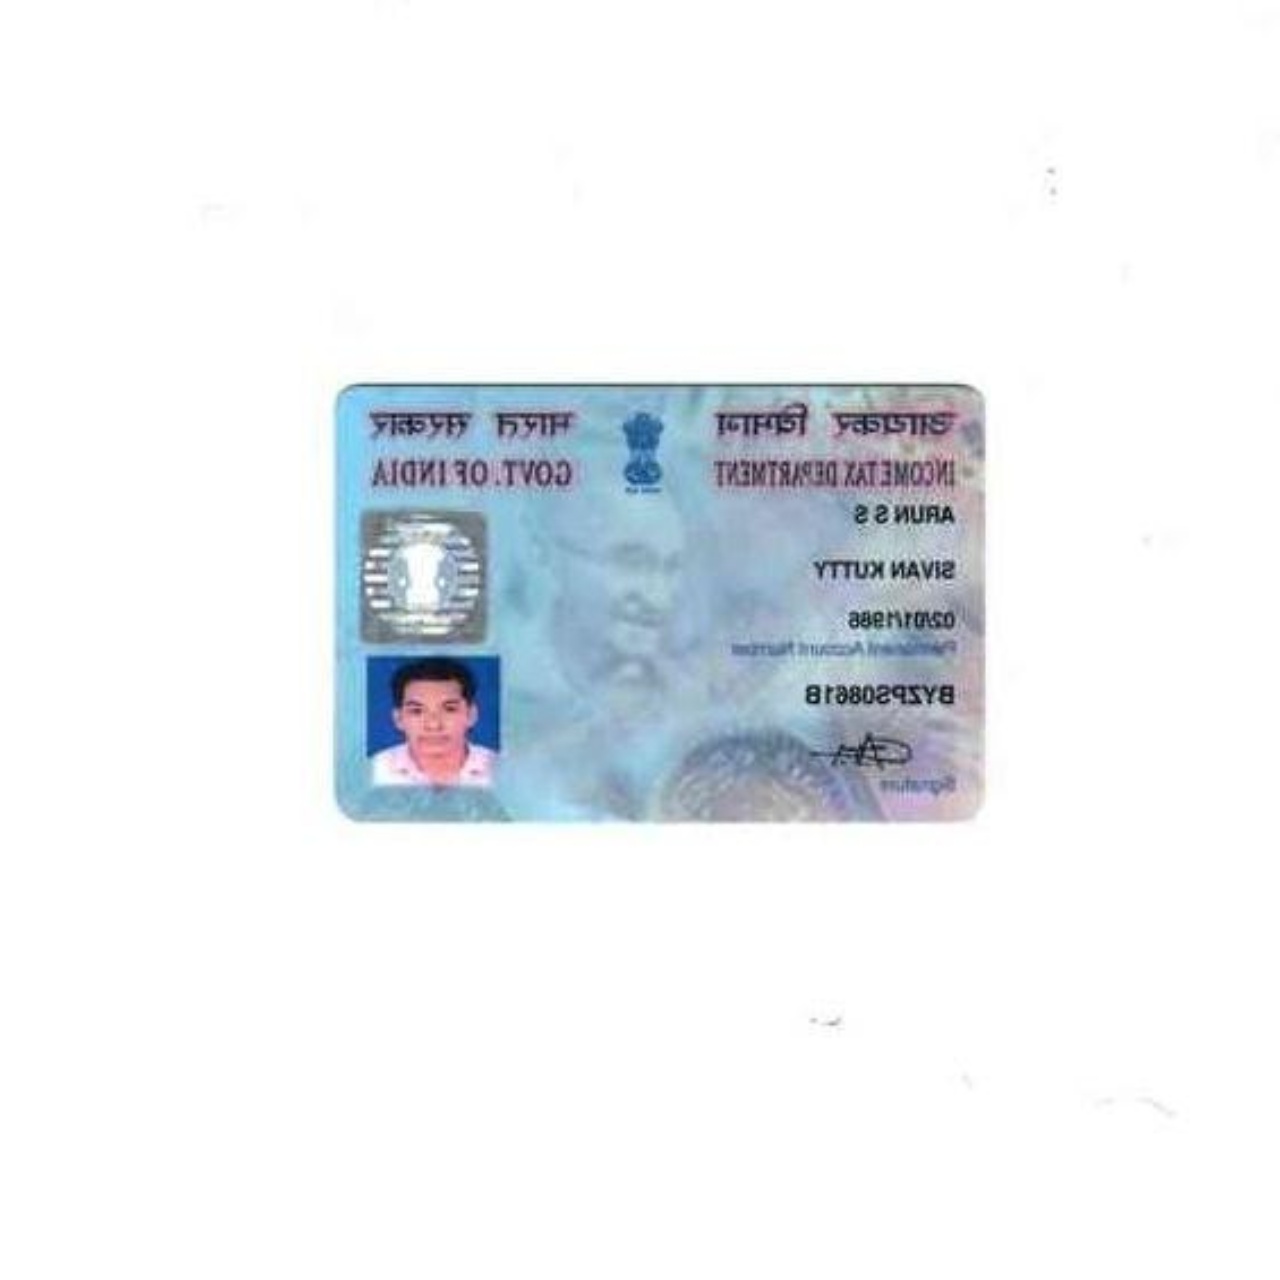 आयकर विभाग
INCOME TAX DEPARTMENT
भारत सरकार
GOVT. OF INDIA
ARUN S S
SIVAN KUTTY
02/01/1986
Permanent Account Number
BYZPS0861B
Signature